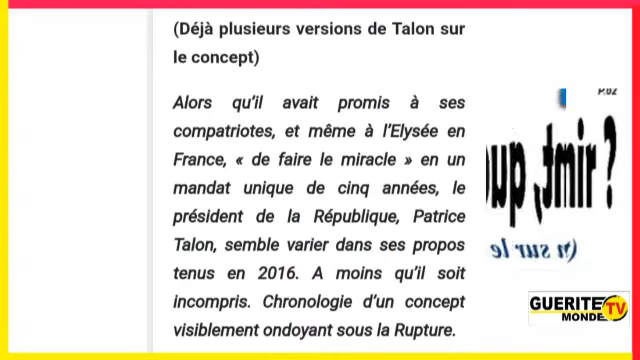 (Déjà plusieurs versions de Talon sur
le concept)
Alors qu'il avait promis à ses
compatriotes, et même à l'Elysée en
France, « de faire le miracle » en un
mandat unique de cinq années, le
président de la République, Patrice
Talon, semble varier dans ses propos
tenus en 2016. A moins qu'il soit
incompris. Chronologie d'un concept
visiblement ondoyant sous la Rupture.
GUERITE TV
MONDE